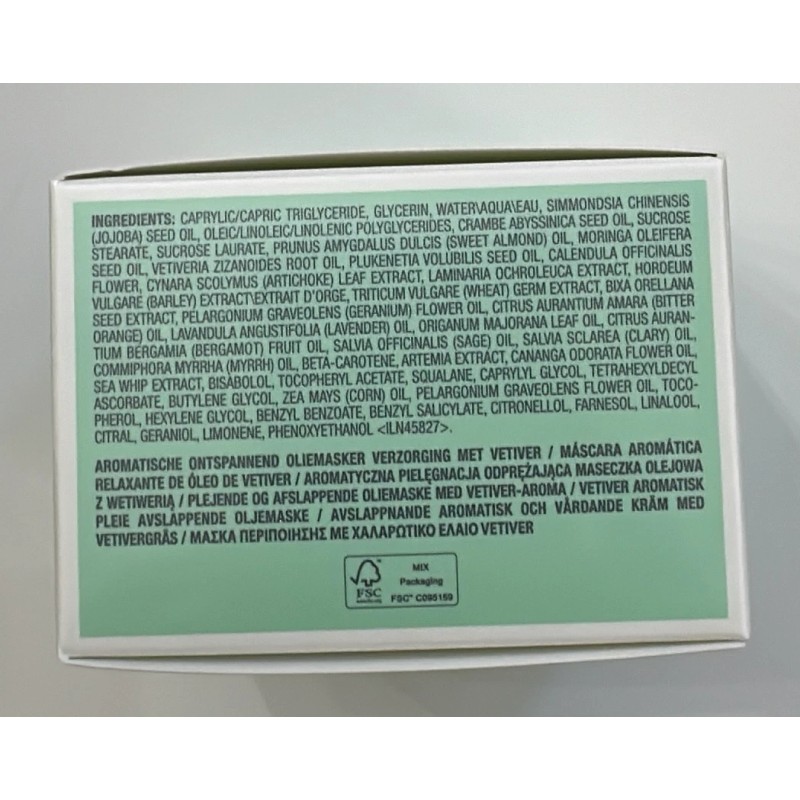 INGREDIENTS: CAPRYLIC/CAPRIC TRIGLYCERIDE, GLYCERIN, WATER\AQUA\EAU, SIMMONDSIA CHINENSIS
(JOJOBA) SEED OIL, OLEIC/LINOLEIC/LINOLENIC POLYGLYCERIDES, CRAMBE ABYSSINICA SEED OIL, SUCROSE
STEARATE, SUCROSE LAURATE, PRUNUS AMYGDALUS DULCIS (SWEET ALMOND) OIL, MORINGA OLEIFERA
SEED OIL, VETIVERIA ZIZANOIDES ROOT OIL, PLUKENETIA VOLUBILIS SEED OIL, CALENDULA OFFICINALIS
FLOWER, CYNARA SCOLYMUS (ARTICHOKE) LEAF EXTRACT, LAMINARIA OCHROLEUCA EXTRACT, HORDEUM
VULGARE (BARLEY) EXTRACT\EXTRAIT D'ORGE, TRITICUM VULGARE (WHEAT) GERM EXTRACT, BIXA ORELLANA
SEED EXTRACT, PELARGONIUM GRAVEOLENS (GERANIUM) FLOWER OIL, CITRUS AURANTIUM AMARA (BITTER
ORANGE) OIL, LAVANDULA ANGUSTIFOLIA (LAVENDER) OIL, ORIGANUM MAJORANA LEAF OIL, CITRUS AURAN-
TIUM BERGAMIA (BERGAMOT) FRUIT OIL, SALVIA OFFICINALIS (SAGE) OIL, SALVIA SCLAREA (CLARY) OIL,
COMMIPHORA MYRRHA (MYRRH) OIL, BETA-CAROTENE, ARTEMIA EXTRACT, CANANGA ODORATA FLOWER OIL,
SEA WHIP EXTRACT, BISABOLOL, TOCOPHERYL ACETATE, SQUALANE, CAPRYLYL GLYCOL, TETRAHEXYLDECYL
ASCORBATE, BUTYLENE GLYCOL, ZEA MAYS (CORN) OIL, PELARGONIUM GRAVEOLENS FLOWER OIL, TOCO-
PHEROL, HEXYLENE GLYCOL, BENZYL BENZOATE, BENZYL SALICYLATE, CITRONELLOL, FARNESOL, LINALOOL,
CITRAL, GERANIOL, LIMONENE, PHENOXYETHANOL <ILN45827>.
AROMATISCHE ONTSPANNEND OLIEMASKER VERZORGING MET VETIVER / MÁSCARA AROMÁTICA
RELAXANTE DE ÓLEO DE VETIVER / AROMATYCZNA PIELĘGNACJA ODPRĘŻAJĄCA MASECZKA OLEJOWA
Z WETIWERIĄ / PLEJENDE OG AFSLAPPENDE OLIEMASKE MED VETIVER-AROMA / VETIVER AROMATISK
PLEIE AVSLAPPENDE OLJEMASKE / AVSLAPPNANDE AROMATISK OCH VÅRDANDE KRÄM MED
VETIVERGRÄS / ΜΑΣΚΑ ΠΕΡΙΠΟΙΗΣΗΣ ΜΕ ΧΑΛΑΡΩΤΙΚΟ ΕΛΑΙΟ VETIVER
FSC
MIX
Packaging
FSC® C095159